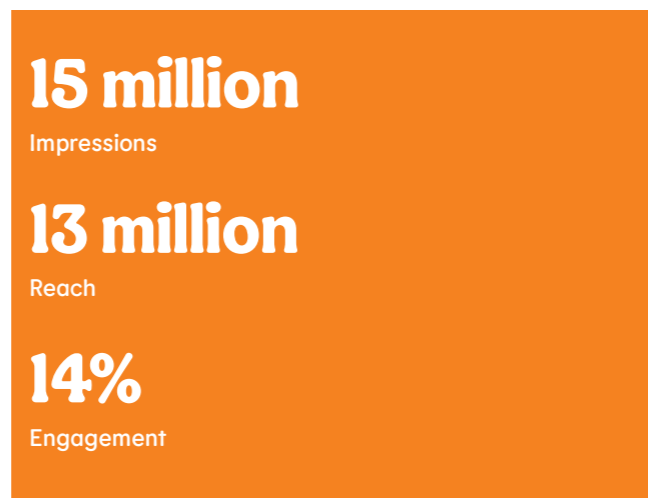 15 million
Impressions
13 million
Reach
14%
Engagement